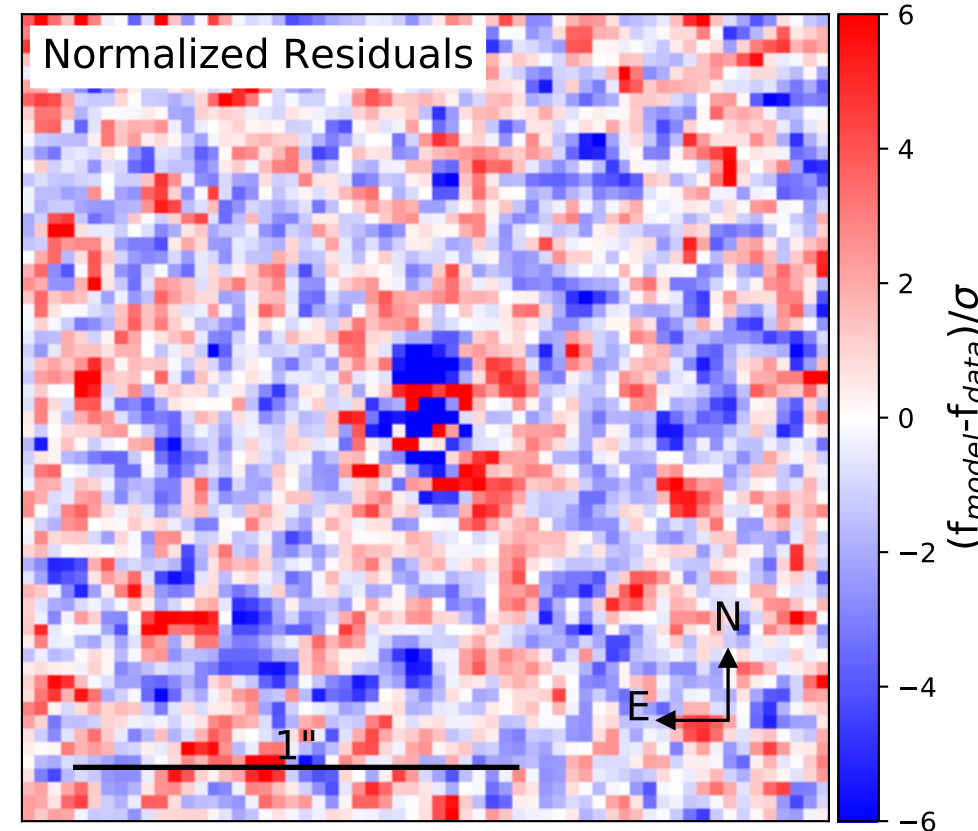 Normalized Residuals
6
4
2
0
−2
−4
−6
(f_model-f_data)/σ
N
E
1"